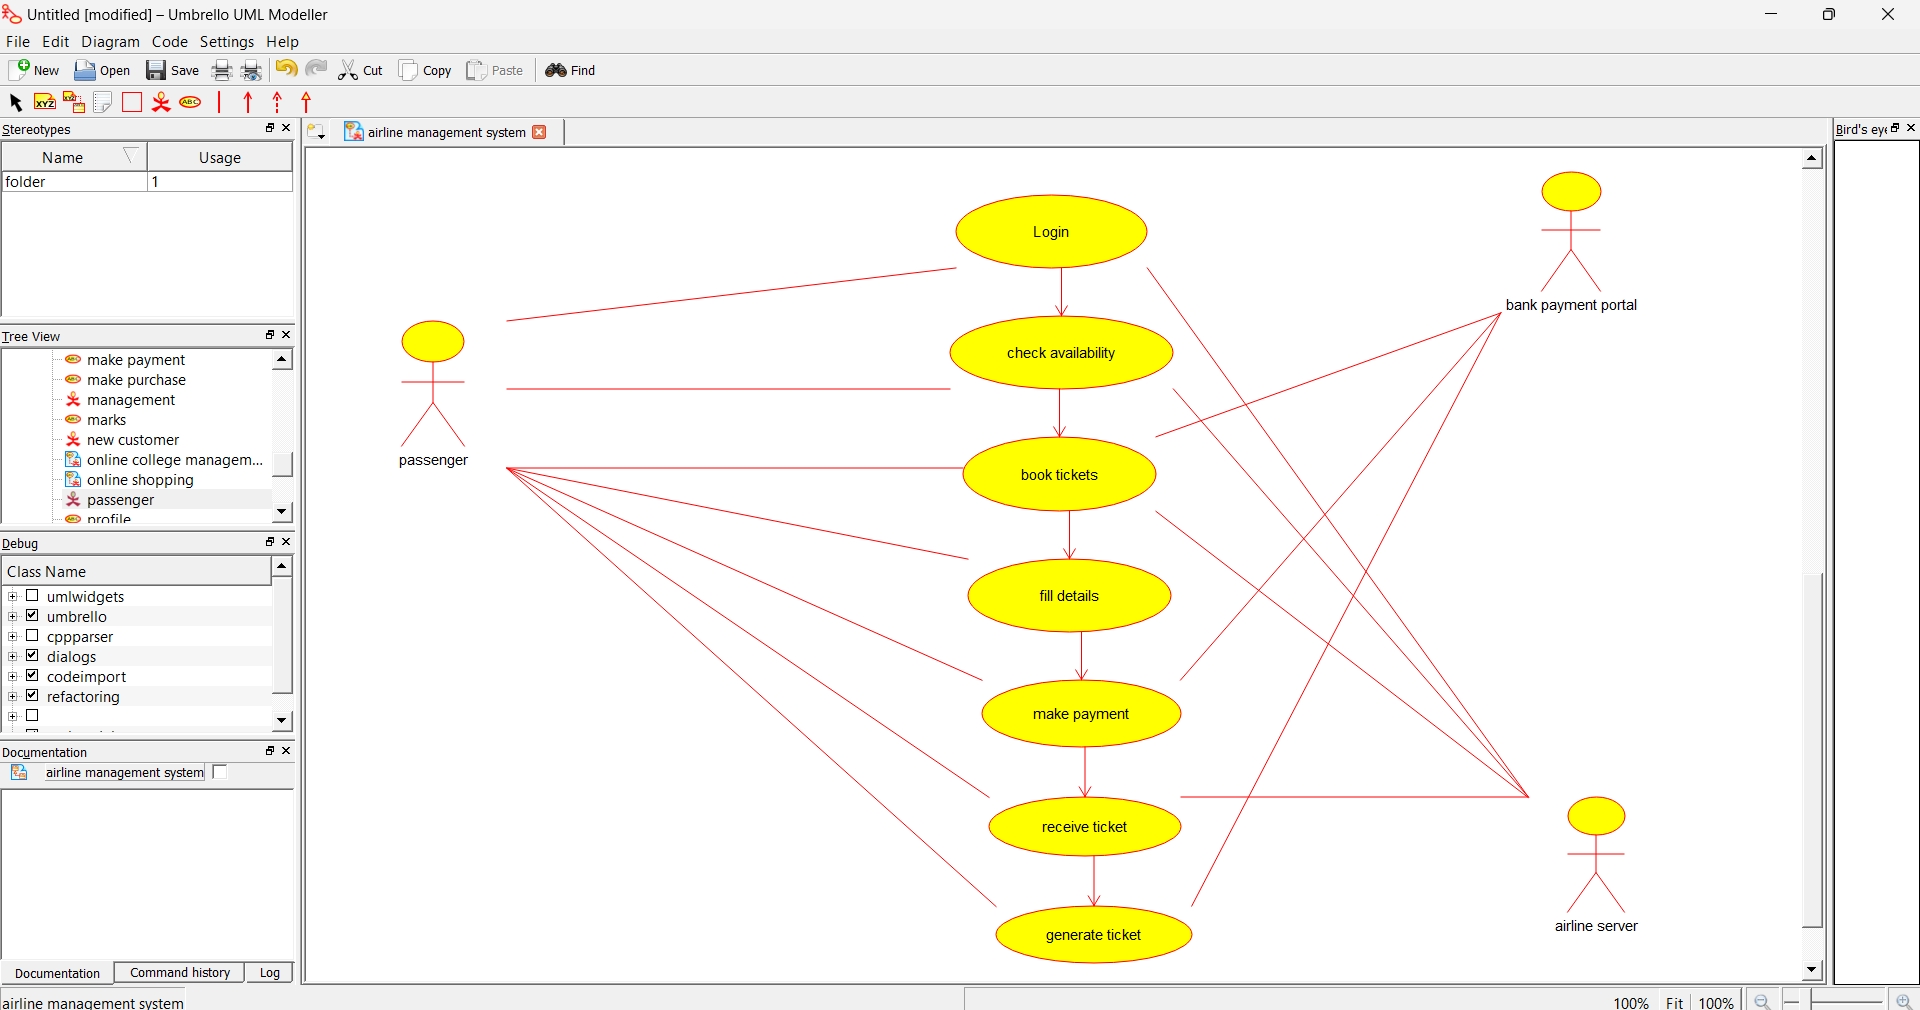 Untitled [modified] – Umbrello UML Modeller
File Edit Diagram Code Settings Help
New Open Save Cut Copy Paste Find
XYZ XYZ ABC
Stereotypes
Name Usage
folder 1
Tree View
make payment
make purchase
management
marks
new customer
online college managem...
online shopping
passenger
profile
Debug
Class Name
umlwidgets
umbrello
cppparser
dialogs
codeimport
refactoring
Documentation
airline management system
Documentation Command history Log
airline management system
airline management system
Login
check availability
book tickets
fill details
make payment
receive ticket
generate ticket
passenger
bank payment portal
airline server
Bird's eye
100% Fit 100%